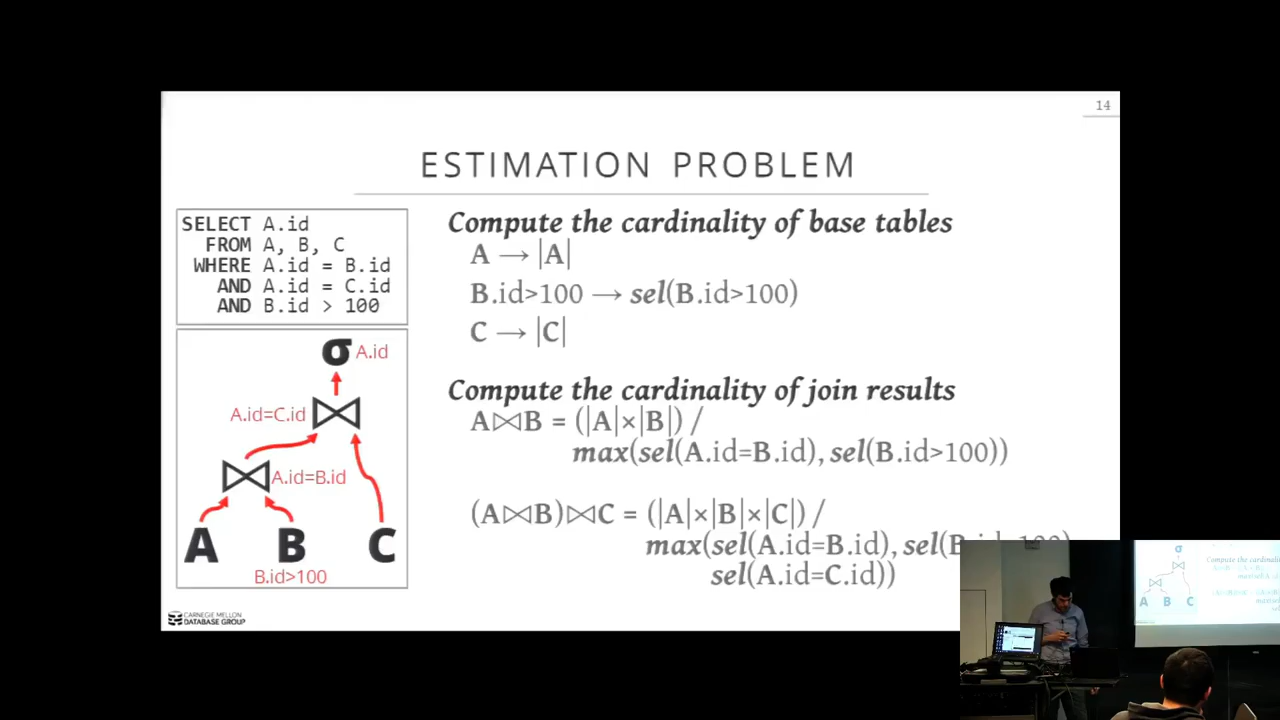 14
ESTIMATION PROBLEM
SELECT A.id
FROM A, B, C
WHERE A.id = B.id
AND A.id = C.id
AND B.id > 100
σ A.id
A.id=C.id ⋈
⋈ A.id=B.id
A B C
B.id>100
CARNEGIE MELLON
DATABASE GROUP
Compute the cardinality of base tables
A → |A|
B.id>100 → sel(B.id>100)
C → |C|
Compute the cardinality of join results
A⋈B = (|A|×|B|) /
max(sel(A.id=B.id), sel(B.id>100))
(A⋈B)⋈C = (|A|×|B|×|C|) /
max(sel(A.id=B.id), sel(B.id>100),
sel(A.id=C.id))
σ
A B C